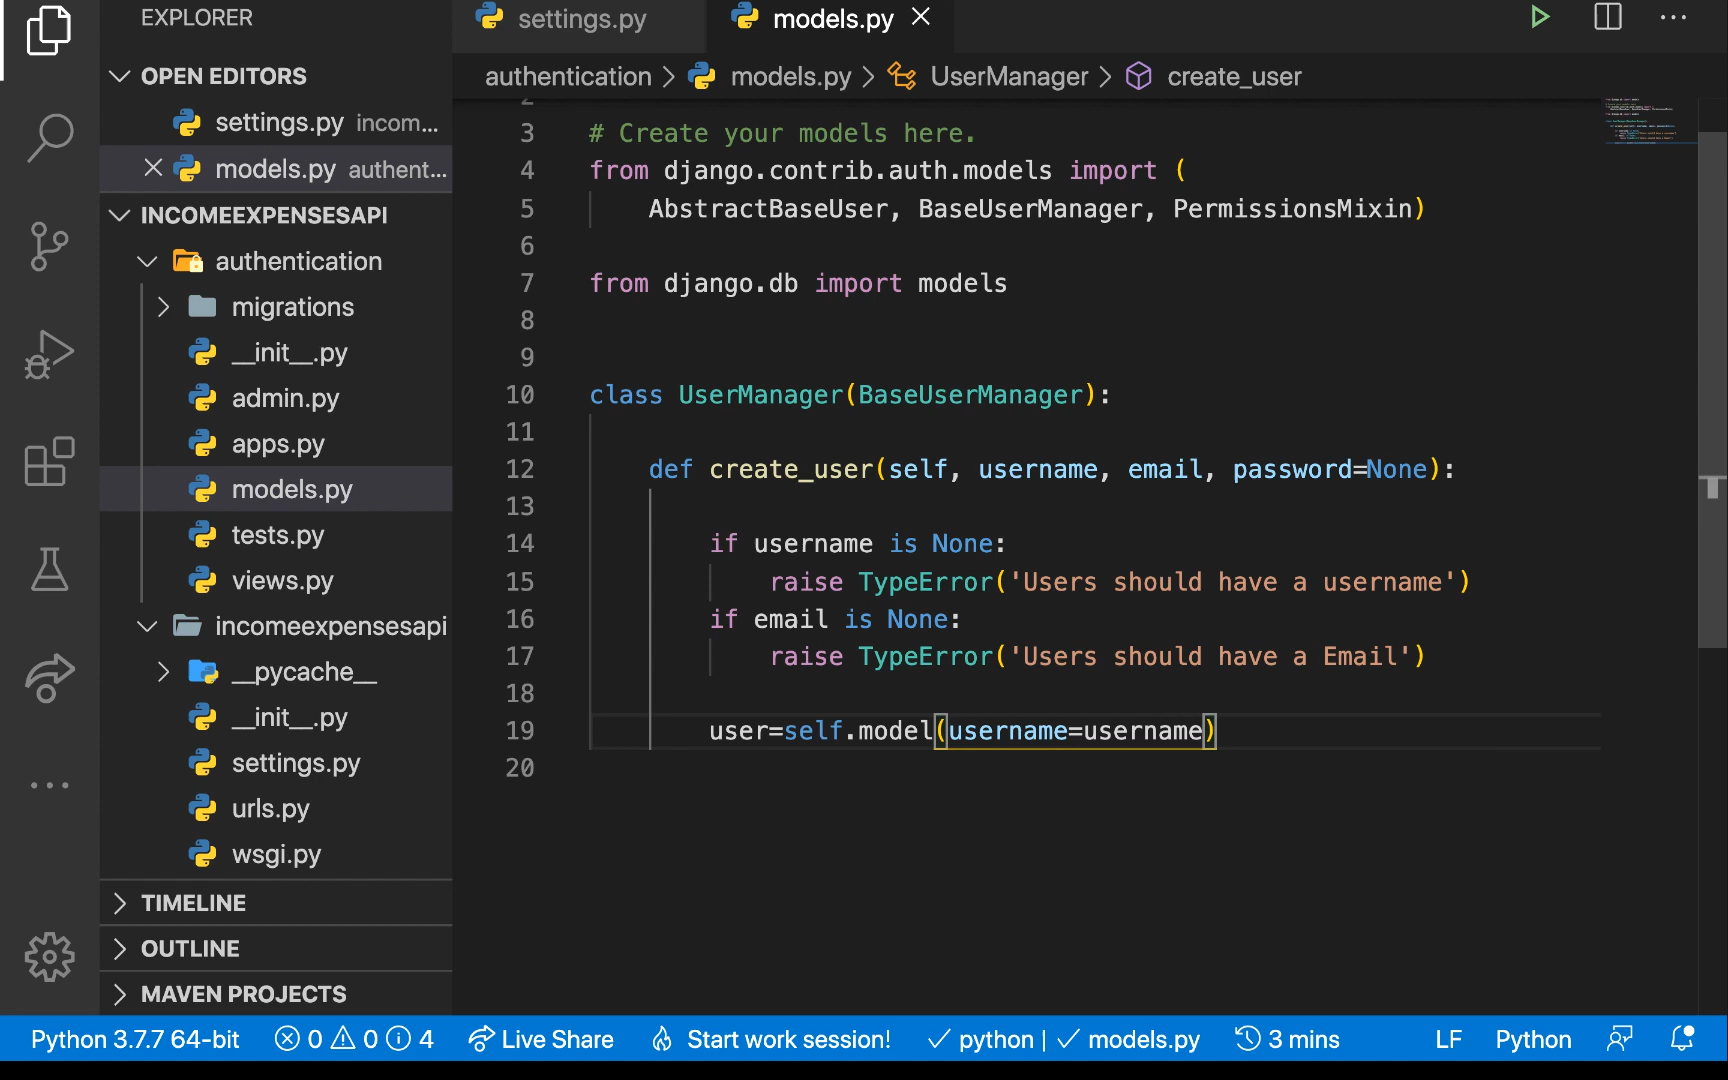 EXPLORER
OPEN EDITORS
settings.py incom...
models.py authent...
INCOMEEXPENSESAPI
authentication
migrations
__init__.py
admin.py
apps.py
models.py
tests.py
views.py
incomeexpensesapi
__pycache__
__init__.py
settings.py
urls.py
wsgi.py
TIMELINE
OUTLINE
MAVEN PROJECTS
settings.py models.py
authentication > models.py > UserManager > create_user
2
3 # Create your models here.
4 from django.contrib.auth.models import (
5 AbstractBaseUser, BaseUserManager, PermissionsMixin)
6
7 from django.db import models
8
9
10 class UserManager(BaseUserManager):
11
12 def create_user(self, username, email, password=None):
13
14 if username is None:
15 raise TypeError('Users should have a username')
16 if email is None:
17 raise TypeError('Users should have a Email')
18
19 user=self.model(username=username)
20
Python 3.7.7 64-bit 0 0 4 Live Share Start work session! ✓ python | ✓ models.py 3 mins LF Python